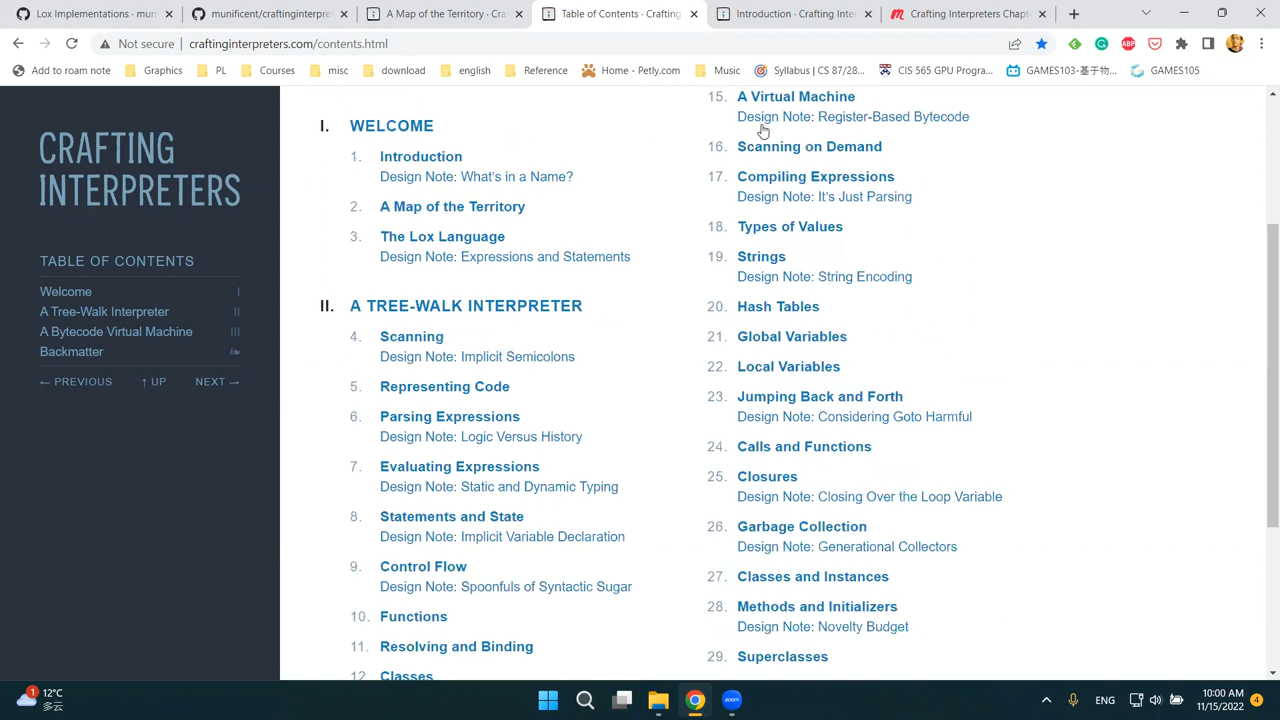 Lox Implementations · mun
munificent/craftinginterpre
A Map of the Territory · Cra
Table of Contents · Crafting
Introduction · Crafting Inte
Crafting Interpreters Chapt
Not secure | craftinginterpreters.com/contents.html
Add to roam note
Graphics
PL
Courses
misc
download
english
Reference
Home - Petly.com
Music
Syllabus | CS 87/28...
CIS 565 GPU Progra...
GAMES103-基于物...
GAMES105
CRAFTING
INTERPRETERS
TABLE OF CONTENTS
Welcome I
A Tree-Walk Interpreter II
A Bytecode Virtual Machine III
Backmatter
← PREVIOUS ↑ UP NEXT →
I. WELCOME
1. Introduction
Design Note: What's in a Name?
2. A Map of the Territory
3. The Lox Language
Design Note: Expressions and Statements
II. A TREE-WALK INTERPRETER
4. Scanning
Design Note: Implicit Semicolons
5. Representing Code
6. Parsing Expressions
Design Note: Logic Versus History
7. Evaluating Expressions
Design Note: Static and Dynamic Typing
8. Statements and State
Design Note: Implicit Variable Declaration
9. Control Flow
Design Note: Spoonfuls of Syntactic Sugar
10. Functions
11. Resolving and Binding
12. Classes
15. A Virtual Machine
Design Note: Register-Based Bytecode
16. Scanning on Demand
17. Compiling Expressions
Design Note: It's Just Parsing
18. Types of Values
19. Strings
Design Note: String Encoding
20. Hash Tables
21. Global Variables
22. Local Variables
23. Jumping Back and Forth
Design Note: Considering Goto Harmful
24. Calls and Functions
25. Closures
Design Note: Closing Over the Loop Variable
26. Garbage Collection
Design Note: Generational Collectors
27. Classes and Instances
28. Methods and Initializers
Design Note: Novelty Budget
29. Superclasses
1
12°C
多云
zoom
ENG
10:00 AM
11/15/2022
4